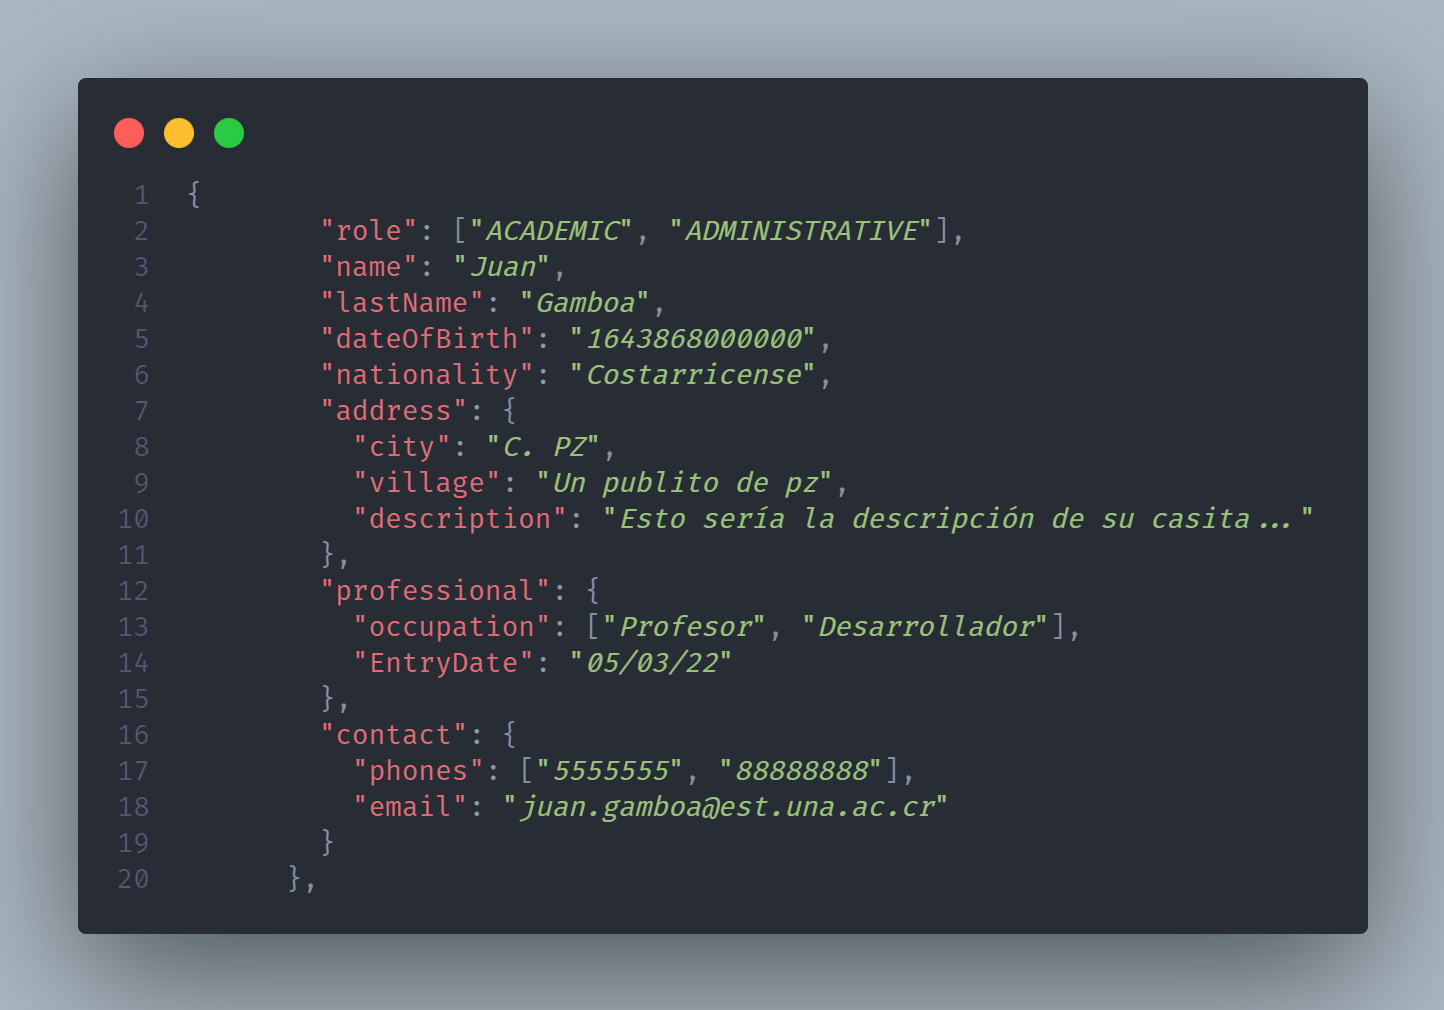 1 {
2 "role": ["ACADEMIC", "ADMINISTRATIVE"],
3 "name": "Juan",
4 "lastName": "Gamboa",
5 "dateOfBirth": "1643868000000",
6 "nationality": "Costarricense",
7 "address": {
8 "city": "C. PZ",
9 "village": "Un publito de pz",
10 "description": "Esto sería la descripción de su casita..."
11 },
12 "professional": {
13 "occupation": ["Profesor", "Desarrollador"],
14 "EntryDate": "05/03/22"
15 },
16 "contact": {
17 "phones": ["5555555", "88888888"],
18 "email": "juan.gamboa@est.una.ac.cr"
19 }
20 },